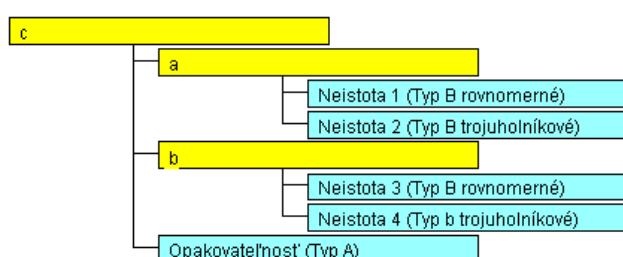 c
a
Neistota 1 (Typ B rovnomerné)
Neistota 2 (Typ B trojuholníkové)
b
Neistota 3 (Typ B rovnomerné)
Neistota 4 (Typ b trojuholníkové)
Opakovateľnosť (Typ A)